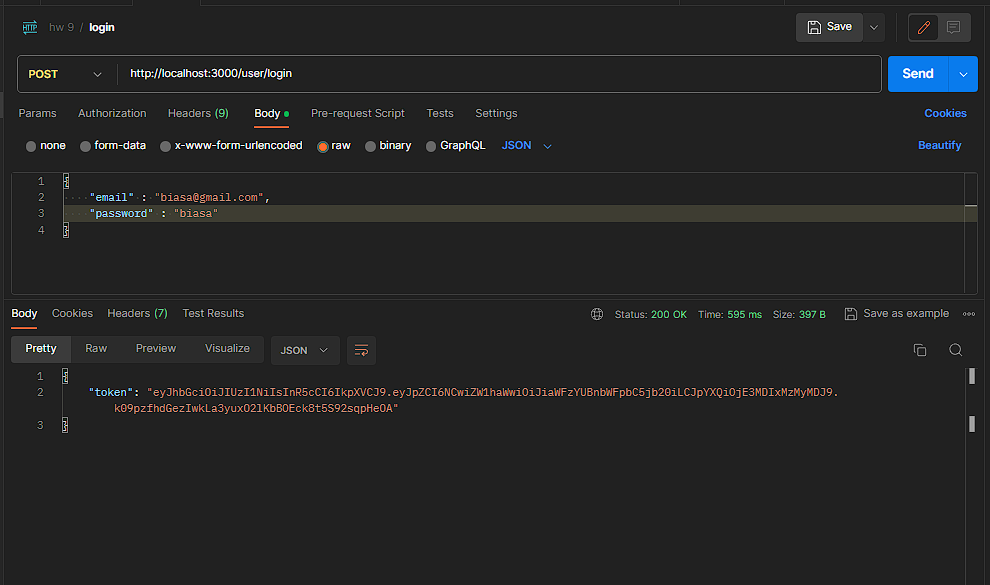 HTTP hw 9 / login Save
POST http://localhost:3000/user/login Send
Params Authorization Headers (9) Body Pre-request Script Tests Settings Cookies
none form-data x-www-form-urlencoded raw binary GraphQL JSON Beautify
1 {
2 "email" : "biasa@gmail.com",
3 "password" : "biasa"
4 }
Body Cookies Headers (7) Test Results Status: 200 OK Time: 595 ms Size: 397 B Save as example
Pretty Raw Preview Visualize JSON
1 {
2 "token": "eyJhbGciOiJIUzI1NiIsInR5cCI6IkpXVCJ9.eyJpZCI6NCwiZW1haWwiOiJiaWFzYUBnbWFpbC5jb20iLCJpYXQiOjE3MDIxMzMyMDJ9.
k09pzfhdGezIwkLa3yuxO2lKbBOEck8t5S92sqpHeOA"
3 }